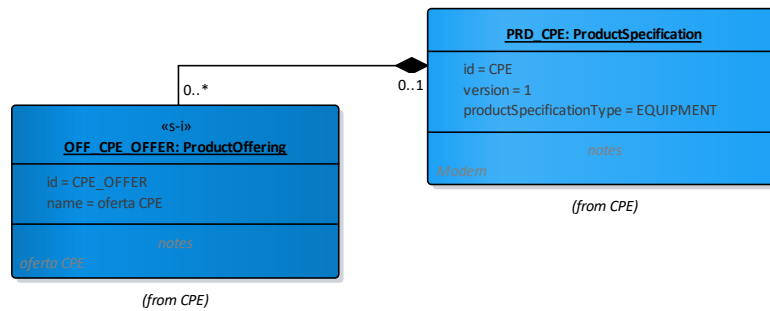 PRD_CPE: ProductSpecification
id = CPE
version = 1
productSpecificationType = EQUIPMENT
notes
Modem
(from CPE)
0..*
0..1
«s-i»
OFF_CPE_OFFER: ProductOffering
id = CPE_OFFER
name = oferta CPE
notes
oferta CPE
(from CPE)